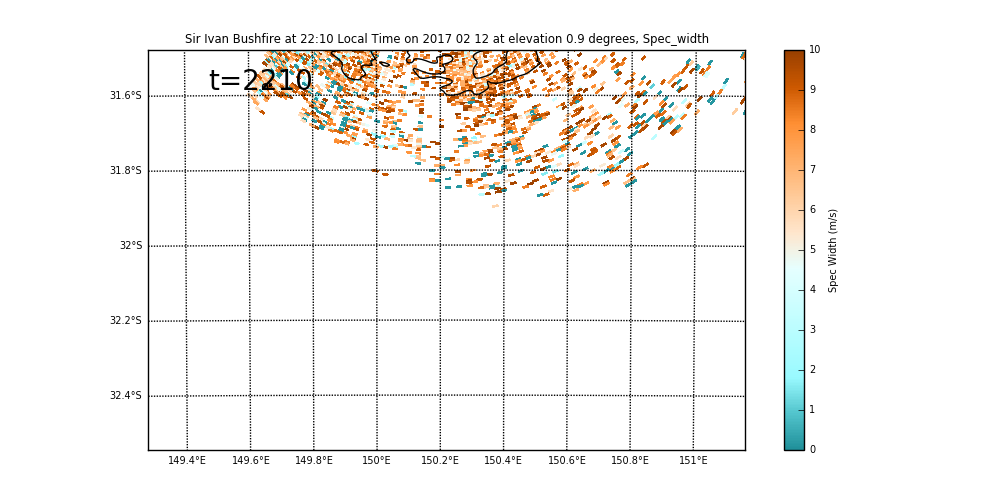 Sir Ivan Bushfire at 22:10 Local Time on 2017 02 12 at elevation 0.9 degrees, Spec_width
t=2210
31.6°S
31.8°S
32°S
32.2°S
32.4°S
149.4°E 149.6°E 149.8°E 150°E 150.2°E 150.4°E 150.6°E 150.8°E 151°E
10
9
8
7
6
5
4
3
2
1
0
Spec Width (m/s)